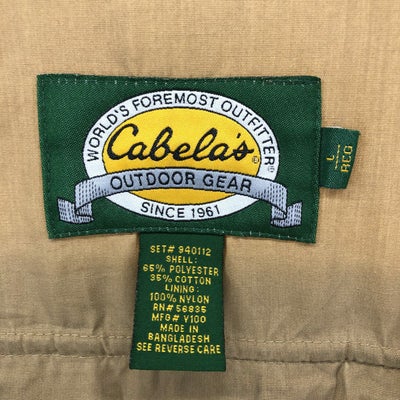 WORLD'S FOREMOST OUTFITTER®
Cabela's®
OUTDOOR GEAR
SINCE 1961
L
REG
SET# 940112
SHELL:
65% POLYESTER
35% COTTON
LINING:
100% NYLON
RN# 56835
MFG# V100
MADE IN
BANGLADESH
SEE REVERSE CARE